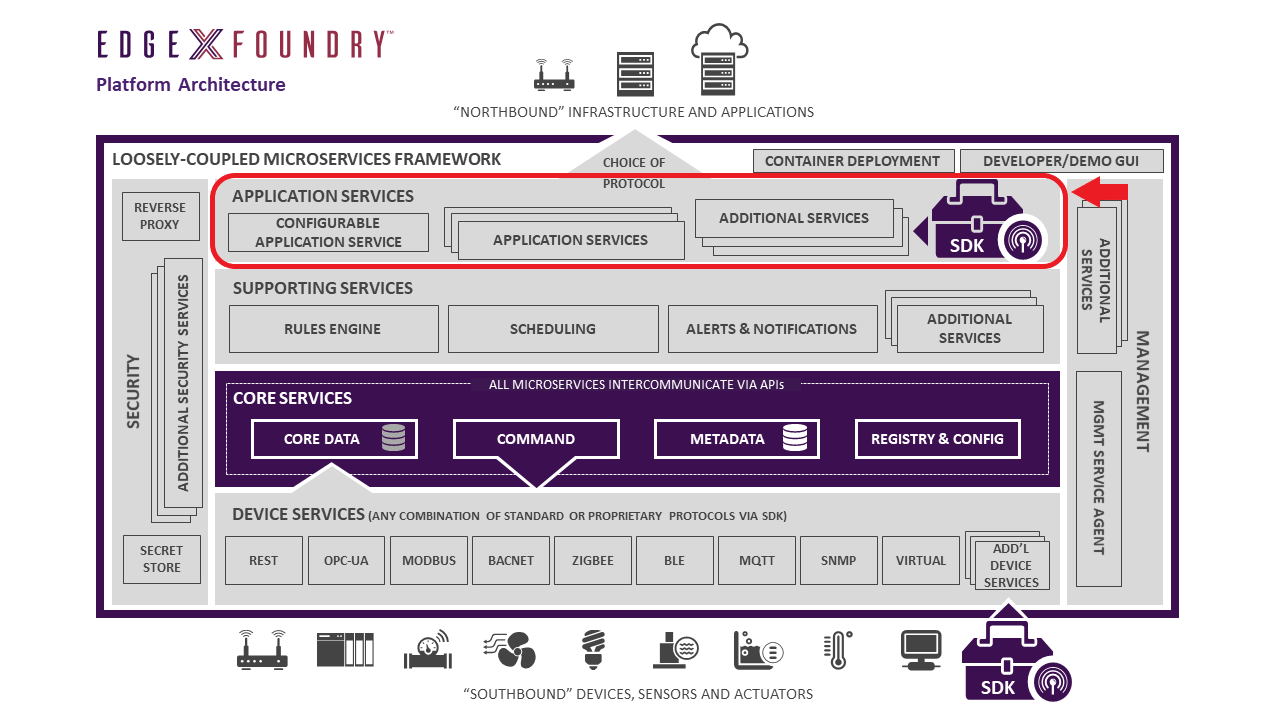 EDGE X FOUNDRY™
Platform Architecture
“NORTHBOUND” INFRASTRUCTURE AND APPLICATIONS
LOOSELY-COUPLED MICROSERVICES FRAMEWORK
CHOICE OF
PROTOCOL
CONTAINER DEPLOYMENT
DEVELOPER/DEMO GUI
REVERSE
PROXY
SECURITY
ADDITIONAL SECURITY SERVICES
SECRET
STORE
APPLICATION SERVICES
CONFIGURABLE
APPLICATION SERVICE
APPLICATION SERVICES
ADDITIONAL SERVICES
SDK
SUPPORTING SERVICES
RULES ENGINE
SCHEDULING
ALERTS & NOTIFICATIONS
ADDITIONAL
SERVICES
ALL MICROSERVICES INTERCOMMUNICATE VIA APIs
CORE SERVICES
CORE DATA
COMMAND
METADATA
REGISTRY & CONFIG
DEVICE SERVICES (ANY COMBINATION OF STANDARD OR PROPRIETARY PROTOCOLS VIA SDK)
REST
OPC-UA
MODBUS
BACNET
ZIGBEE
BLE
MQTT
SNMP
VIRTUAL
ADD’L
DEVICE
SERVICES
ADDITIONAL
SERVICES
MANAGEMENT
MGMT SERVICE AGENT
SDK
“SOUTHBOUND” DEVICES, SENSORS AND ACTUATORS